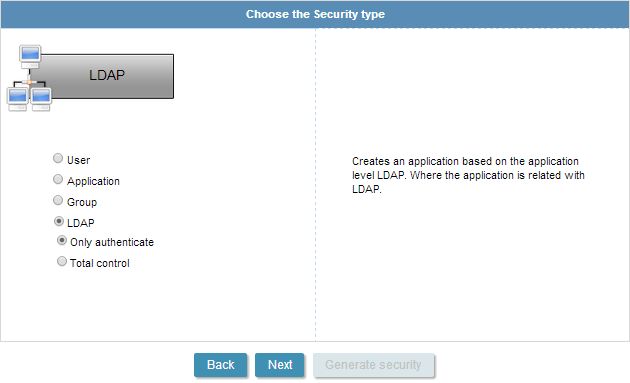 Choose the Security type
LDAP
User
Application
Group
LDAP
Only authenticate
Total control
Creates an application based on the application
level LDAP. Where the application is related with
LDAP.
Back
Next
Generate security